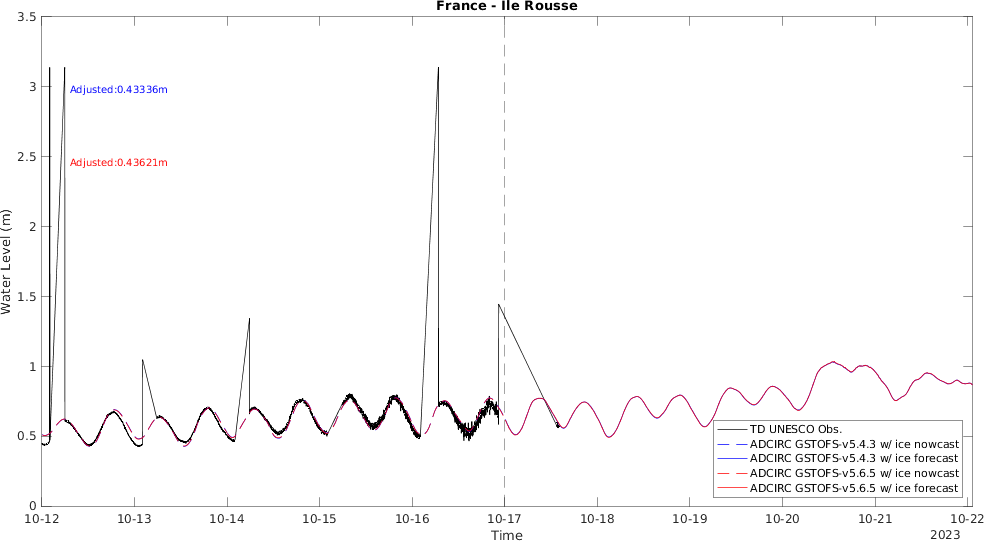 France - Ile Rousse
3.5
3
2.5
2
1.5
1
0.5
0
Water Level (m)
Adjusted:0.43336m
Adjusted:0.43621m
TD UNESCO Obs.
ADCIRC GSTOFS-v5.4.3 w/ ice nowcast
ADCIRC GSTOFS-v5.4.3 w/ ice forecast
ADCIRC GSTOFS-v5.6.5 w/ ice nowcast
ADCIRC GSTOFS-v5.6.5 w/ ice forecast
10-12 10-13 10-14 10-15 10-16 10-17 10-18 10-19 10-20 10-21 10-22
Time
2023